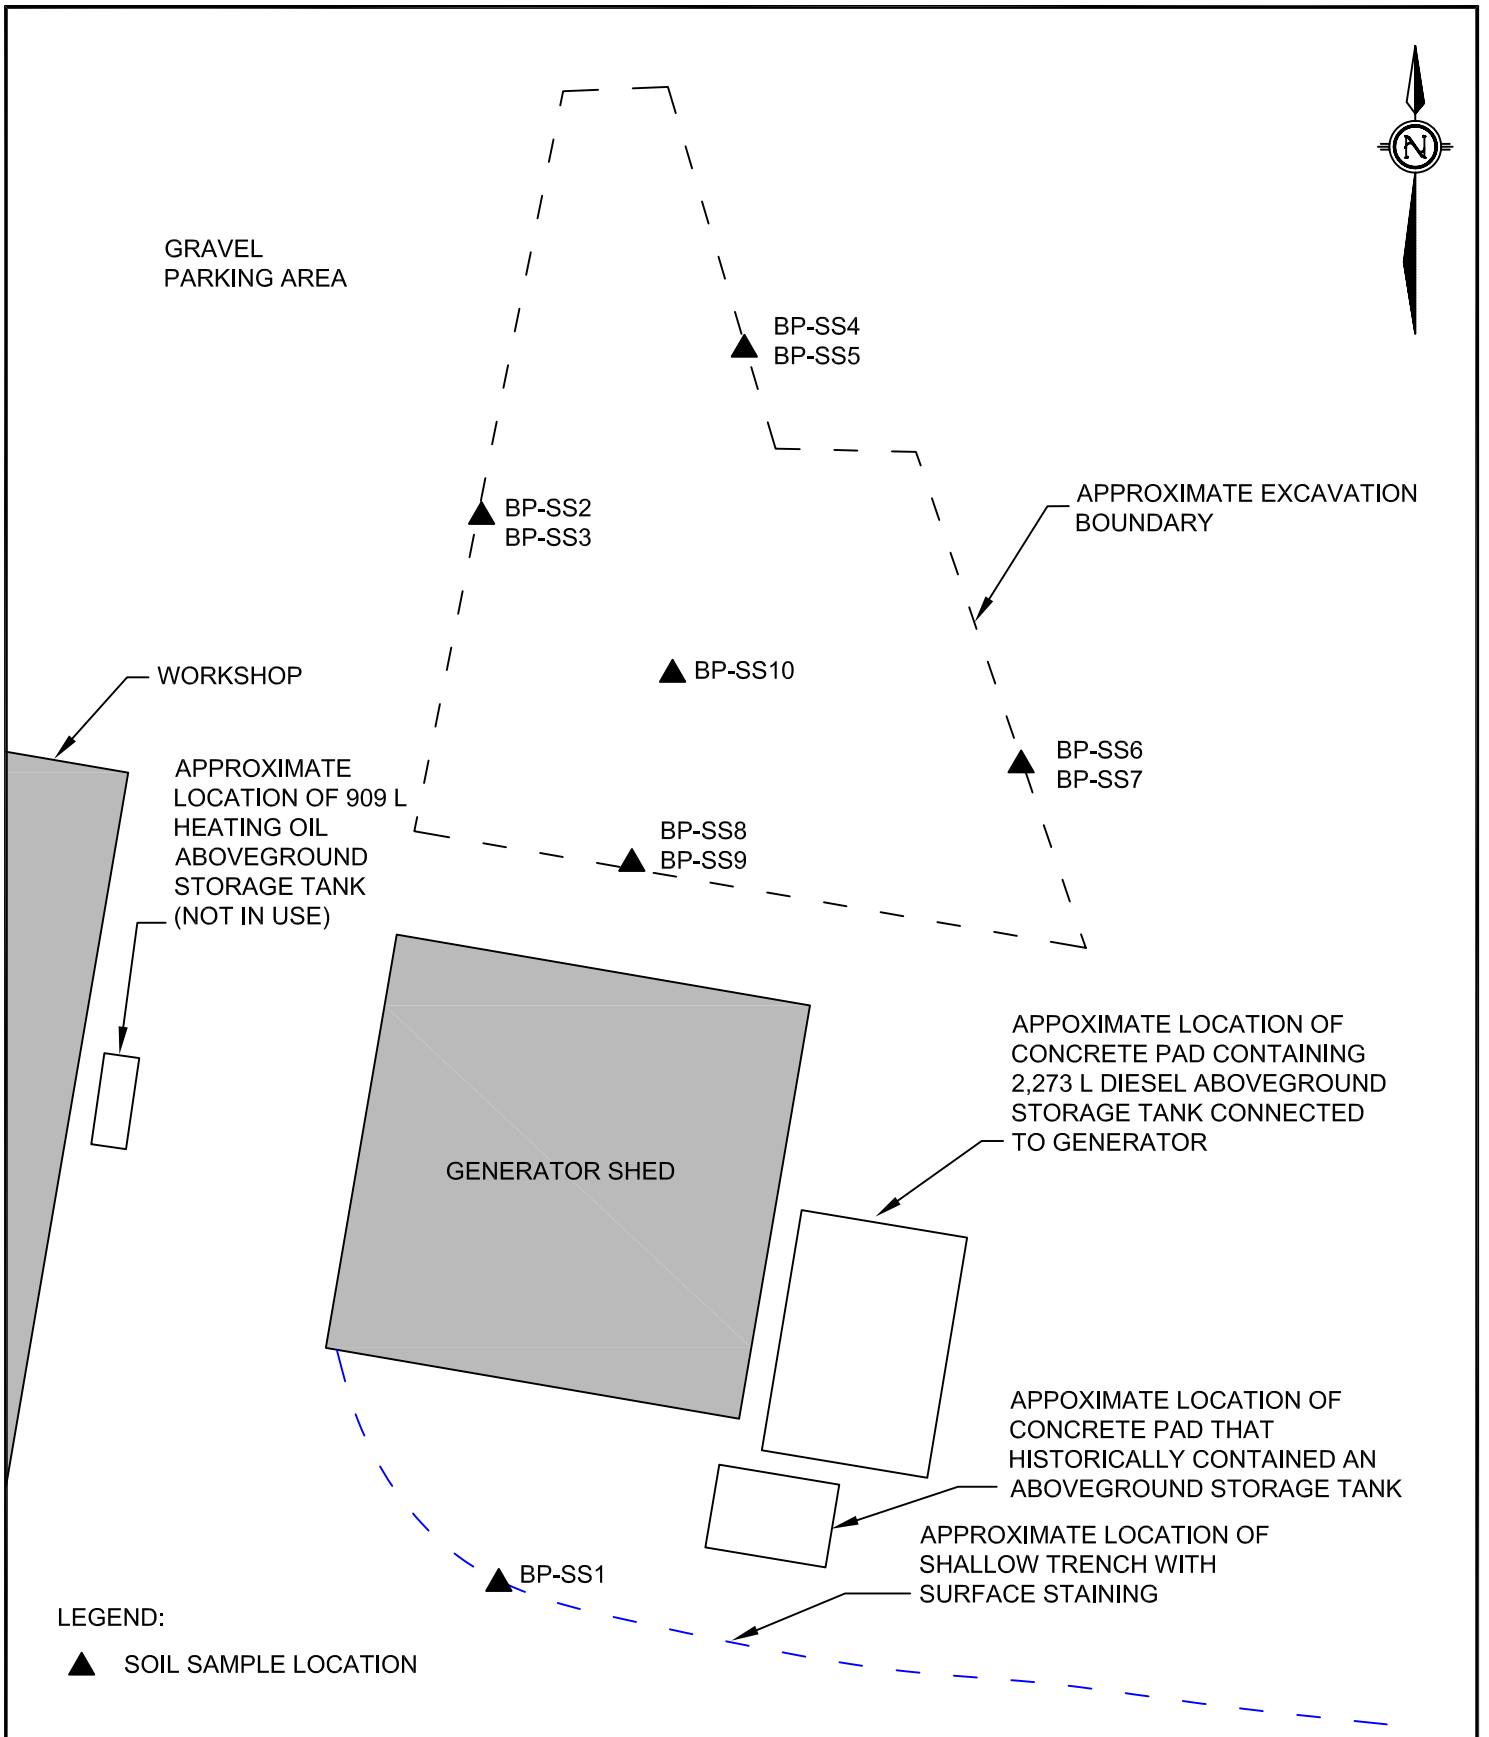 N
GRAVEL
PARKING AREA
BP-SS4
BP-SS5
BP-SS2
BP-SS3
APPROXIMATE EXCAVATION
BOUNDARY
WORKSHOP
BP-SS10
BP-SS6
BP-SS7
APPROXIMATE
LOCATION OF 909 L
HEATING OIL
ABOVEGROUND
STORAGE TANK
(NOT IN USE)
BP-SS8
BP-SS9
APPOXIMATE LOCATION OF
CONCRETE PAD CONTAINING
2,273 L DIESEL ABOVEGROUND
STORAGE TANK CONNECTED
TO GENERATOR
GENERATOR SHED
APPOXIMATE LOCATION OF
CONCRETE PAD THAT
HISTORICALLY CONTAINED AN
ABOVEGROUND STORAGE TANK
APPROXIMATE LOCATION OF
SHALLOW TRENCH WITH
SURFACE STAINING
BP-SS1
LEGEND:
SOIL SAMPLE LOCATION